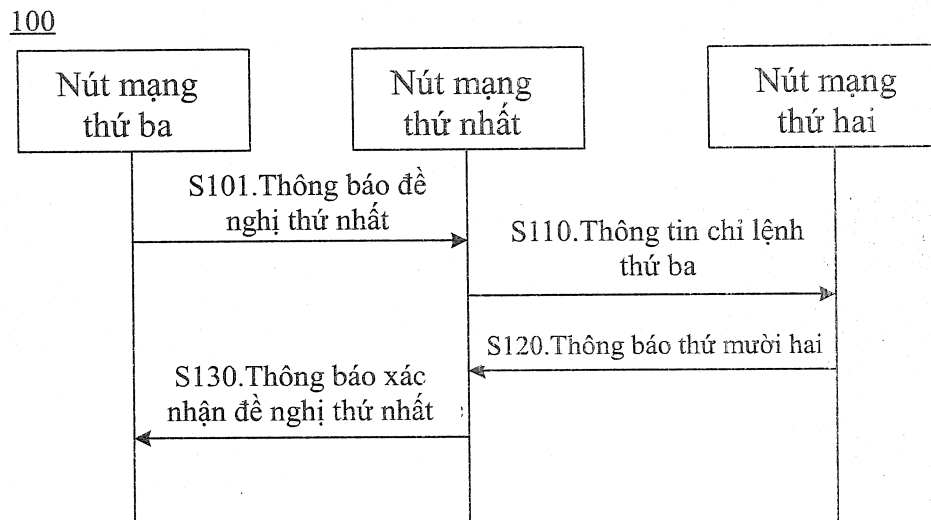 100
Nút mạng
thứ ba
Nút mạng
thứ nhất
Nút mạng
thứ hai
S101.Thông báo đề
nghị thứ nhất
S110.Thông tin chỉ lệnh
thứ ba
S120.Thông báo thứ mười hai
S130.Thông báo xác
nhận đề nghị thứ nhất